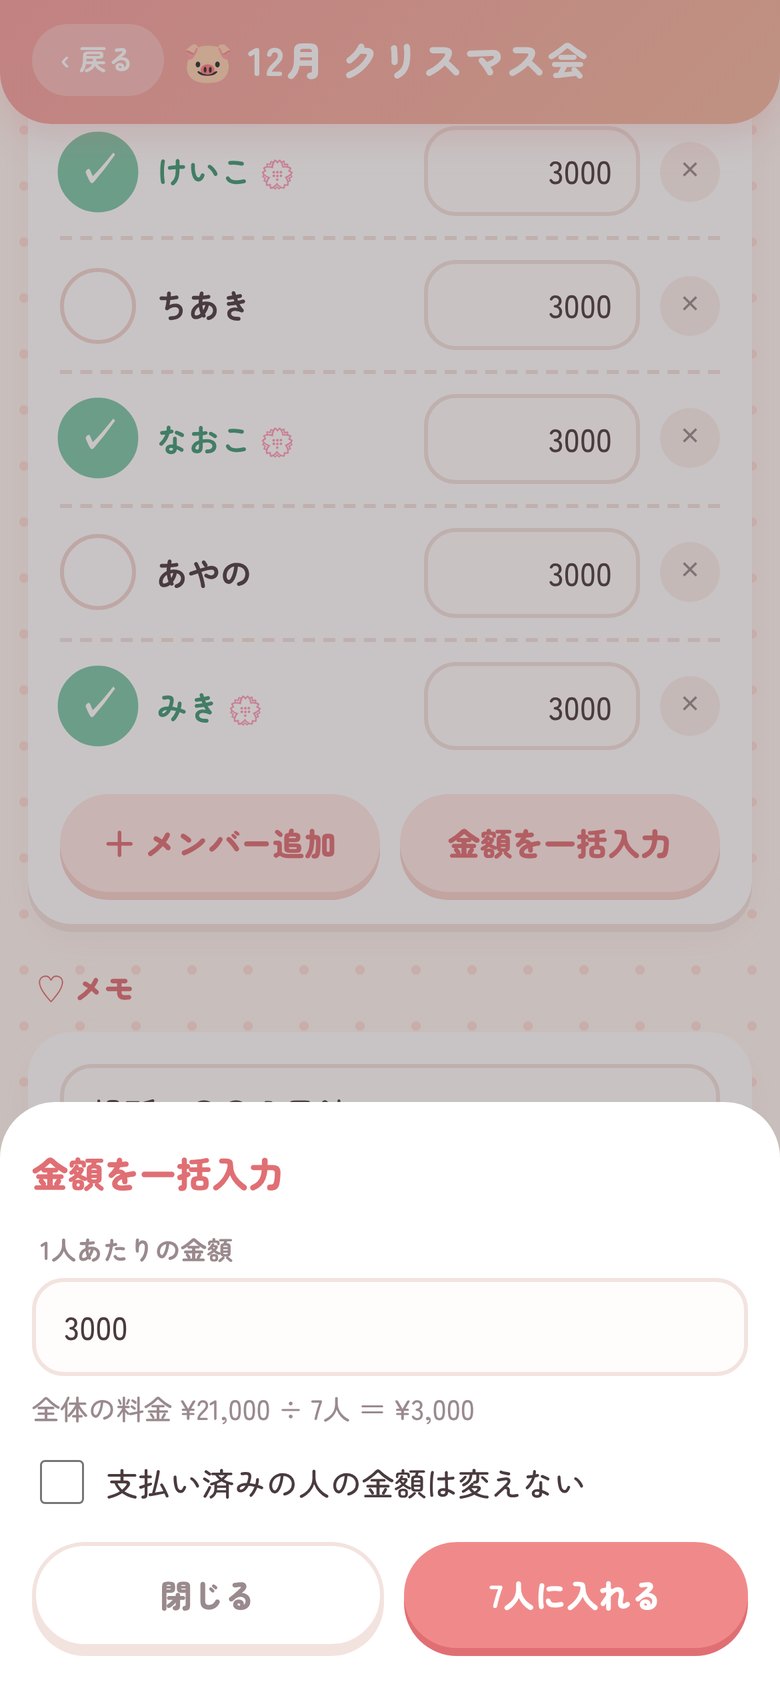 ‹ 戻る 🐷 12月 クリスマス会
✓ けいこ 💮 3000 ×
ちあき 3000 ×
✓ なおこ 💮 3000 ×
あやの 3000 ×
✓ みき 💮 3000 ×
＋ メンバー追加 金額を一括入力
♡ メモ
金額を一括入力
1人あたりの金額
3000
全体の料金 ¥21,000 ÷ 7人 ＝ ¥3,000
支払い済みの人の金額は変えない
閉じる 7人に入れる